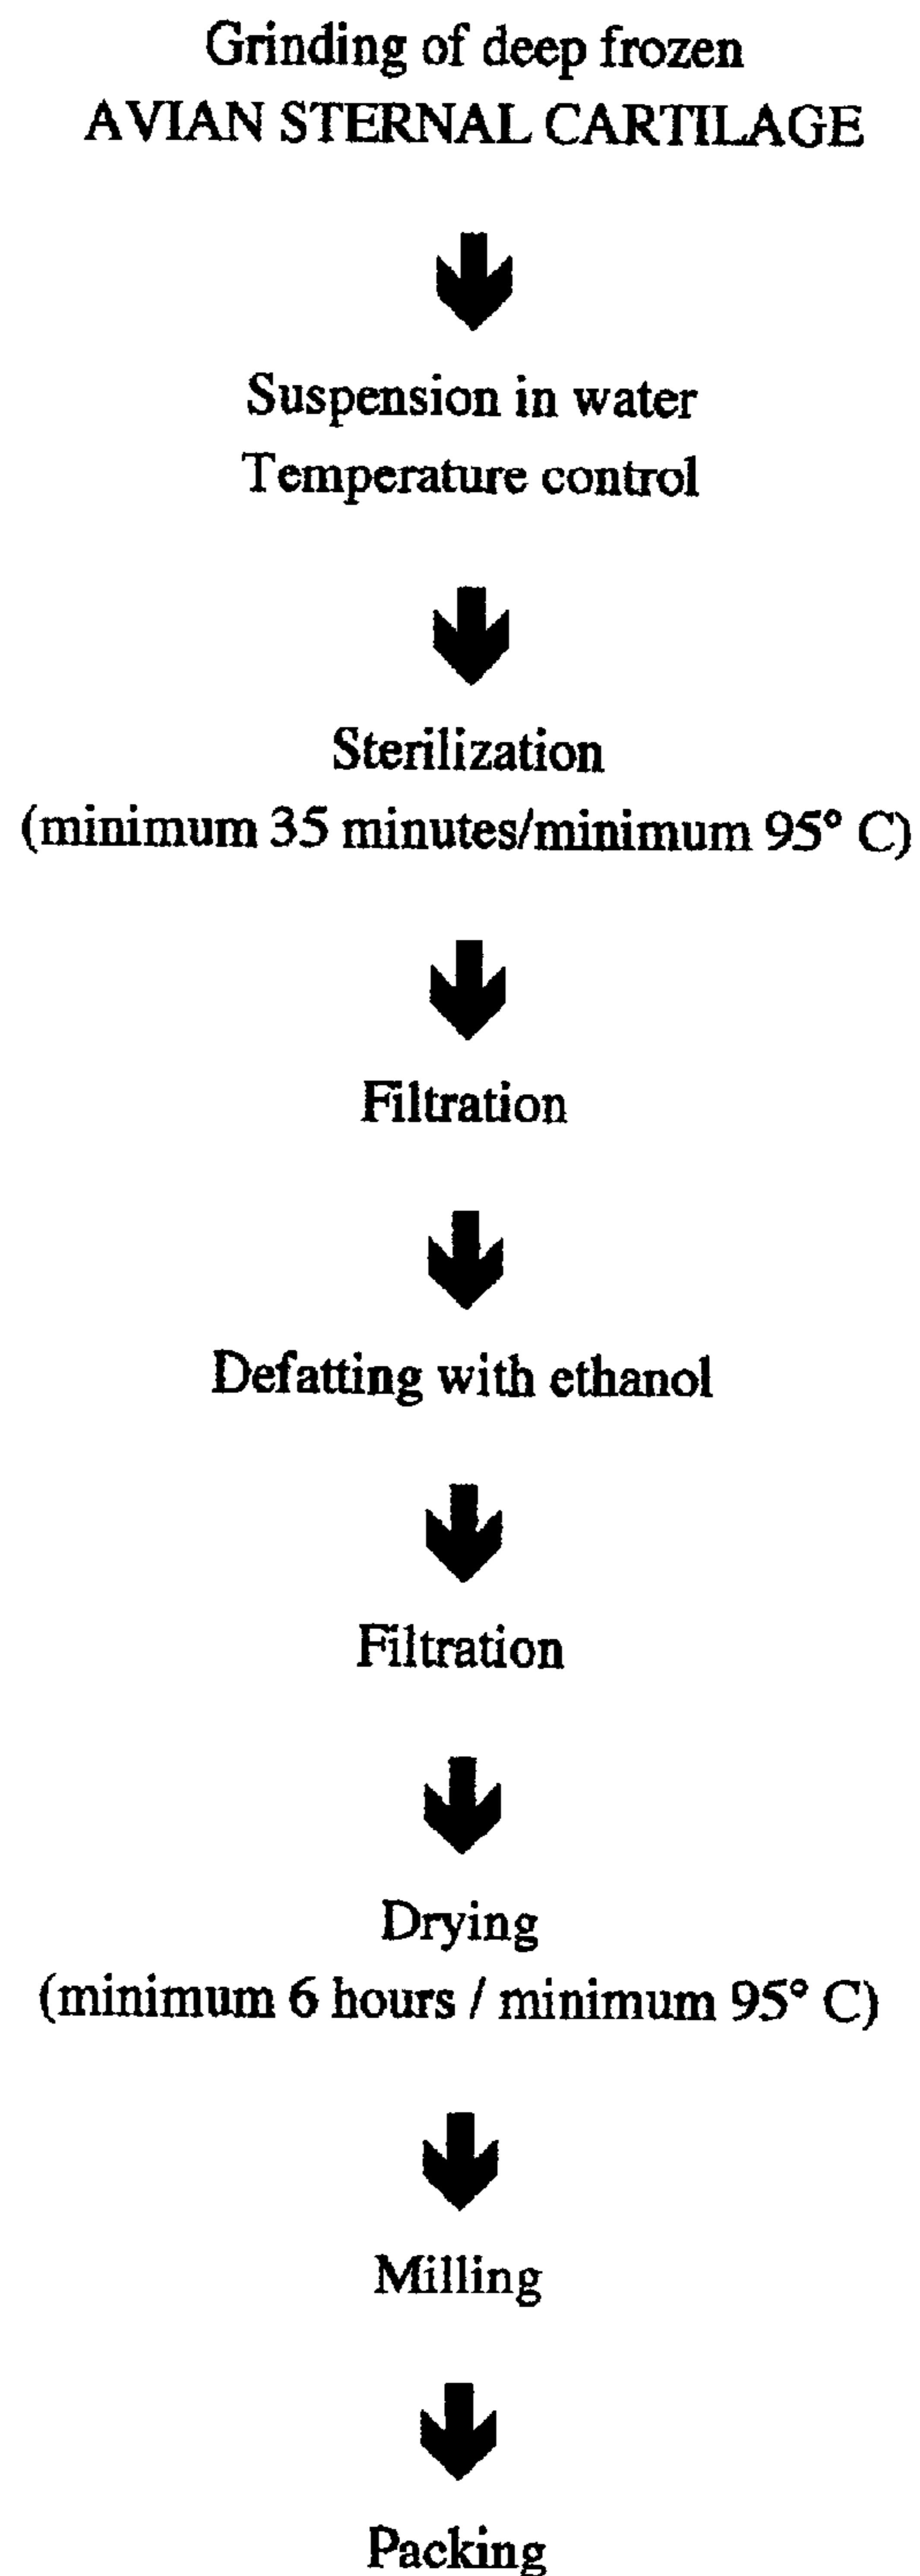 Grinding of deep frozen
AVIAN STERNAL CARTILAGE
Suspension in water
Temperature control
Sterilization
(minimum 35 minutes/minimum 95° C)
Filtration
Defatting with ethanol
Filtration
Drying
(minimum 6 hours / minimum 95° C)
Milling
Packing